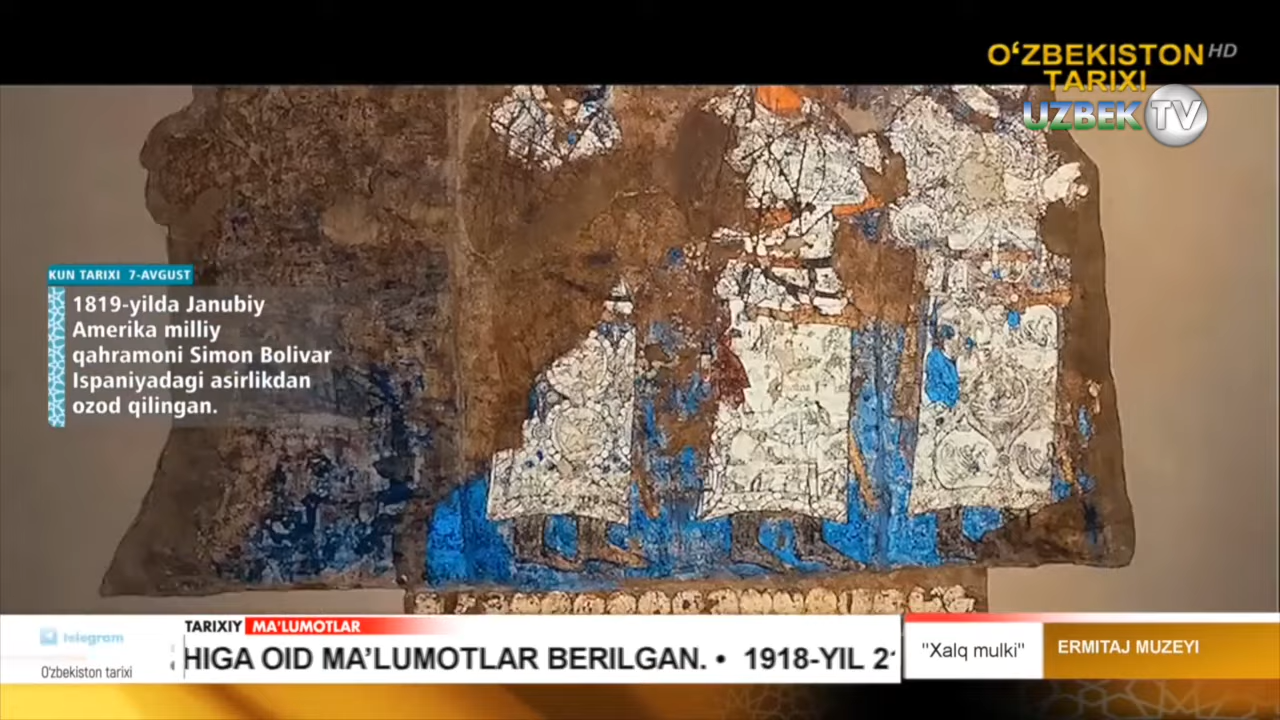 O‘ZBEKISTON HD
TARIXI
UZBEK TV
KUN TARIXI 7-AVGUST
1819-yilda Janubiy
Amerika milliy
qahramoni Simon Bolivar
Ispaniyadagi asirlikdan
ozod qilingan.
TARIXIY MA’LUMOTLAR
telegram
O'zbekiston tarixi
HIGA OID MA’LUMOTLAR BERILGAN. • 1918-YIL
"Xalq mulki"
ERMITAJ MUZEYI